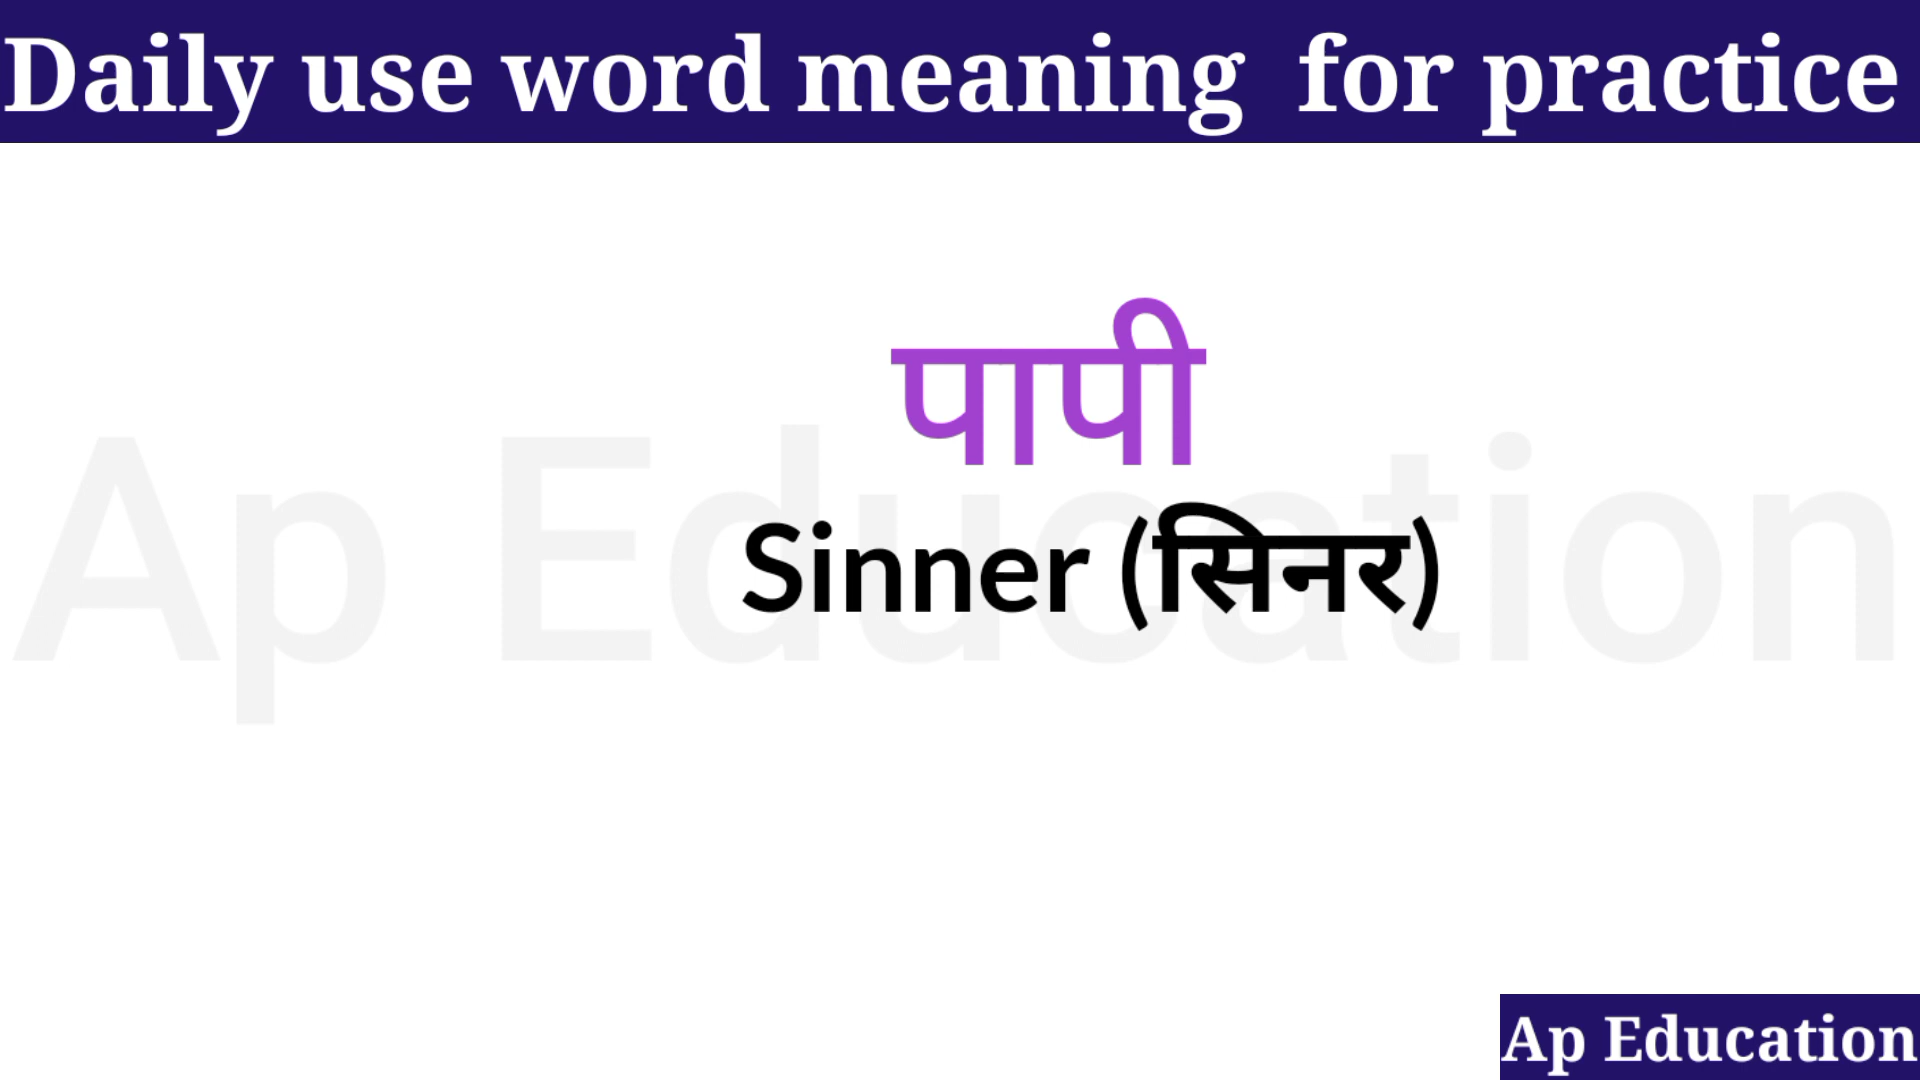 Daily use word meaning for practice
पापी
Ap Education
Sinner (सिनर)
Ap Education